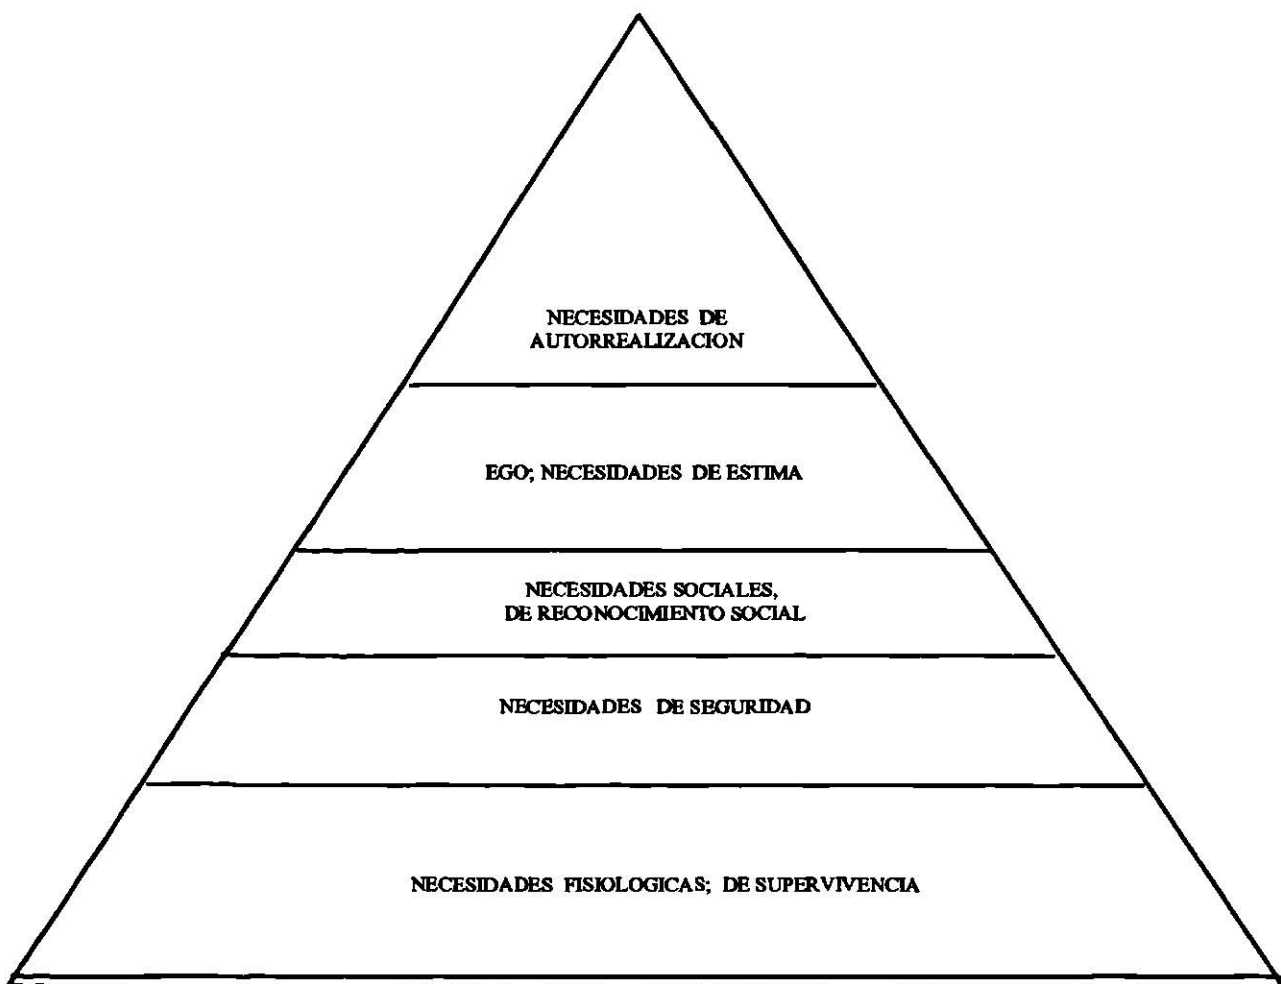 NECESIDADES DE
AUTORREALIZACION
EGO; NECESIDADES DE ESTIMA
NECESIDADES SOCIALES,
DE RECONOCIMIENTO SOCIAL
NECESIDADES DE SEGURIDAD
NECESIDADES FISIOLOGICAS; DE SUPERVIVENCIA